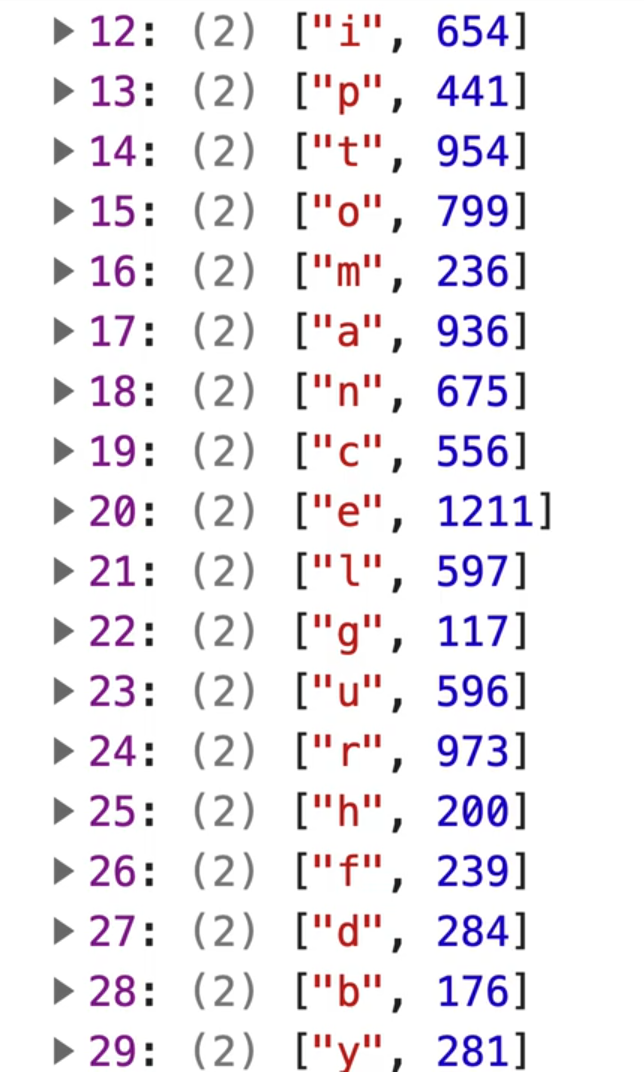 12: (2) ["i", 654]
13: (2) ["p", 441]
14: (2) ["t", 954]
15: (2) ["o", 799]
16: (2) ["m", 236]
17: (2) ["a", 936]
18: (2) ["n", 675]
19: (2) ["c", 556]
20: (2) ["e", 1211]
21: (2) ["l", 597]
22: (2) ["g", 117]
23: (2) ["u", 596]
24: (2) ["r", 973]
25: (2) ["h", 200]
26: (2) ["f", 239]
27: (2) ["d", 284]
28: (2) ["b", 176]
29: (2) ["y", 281]